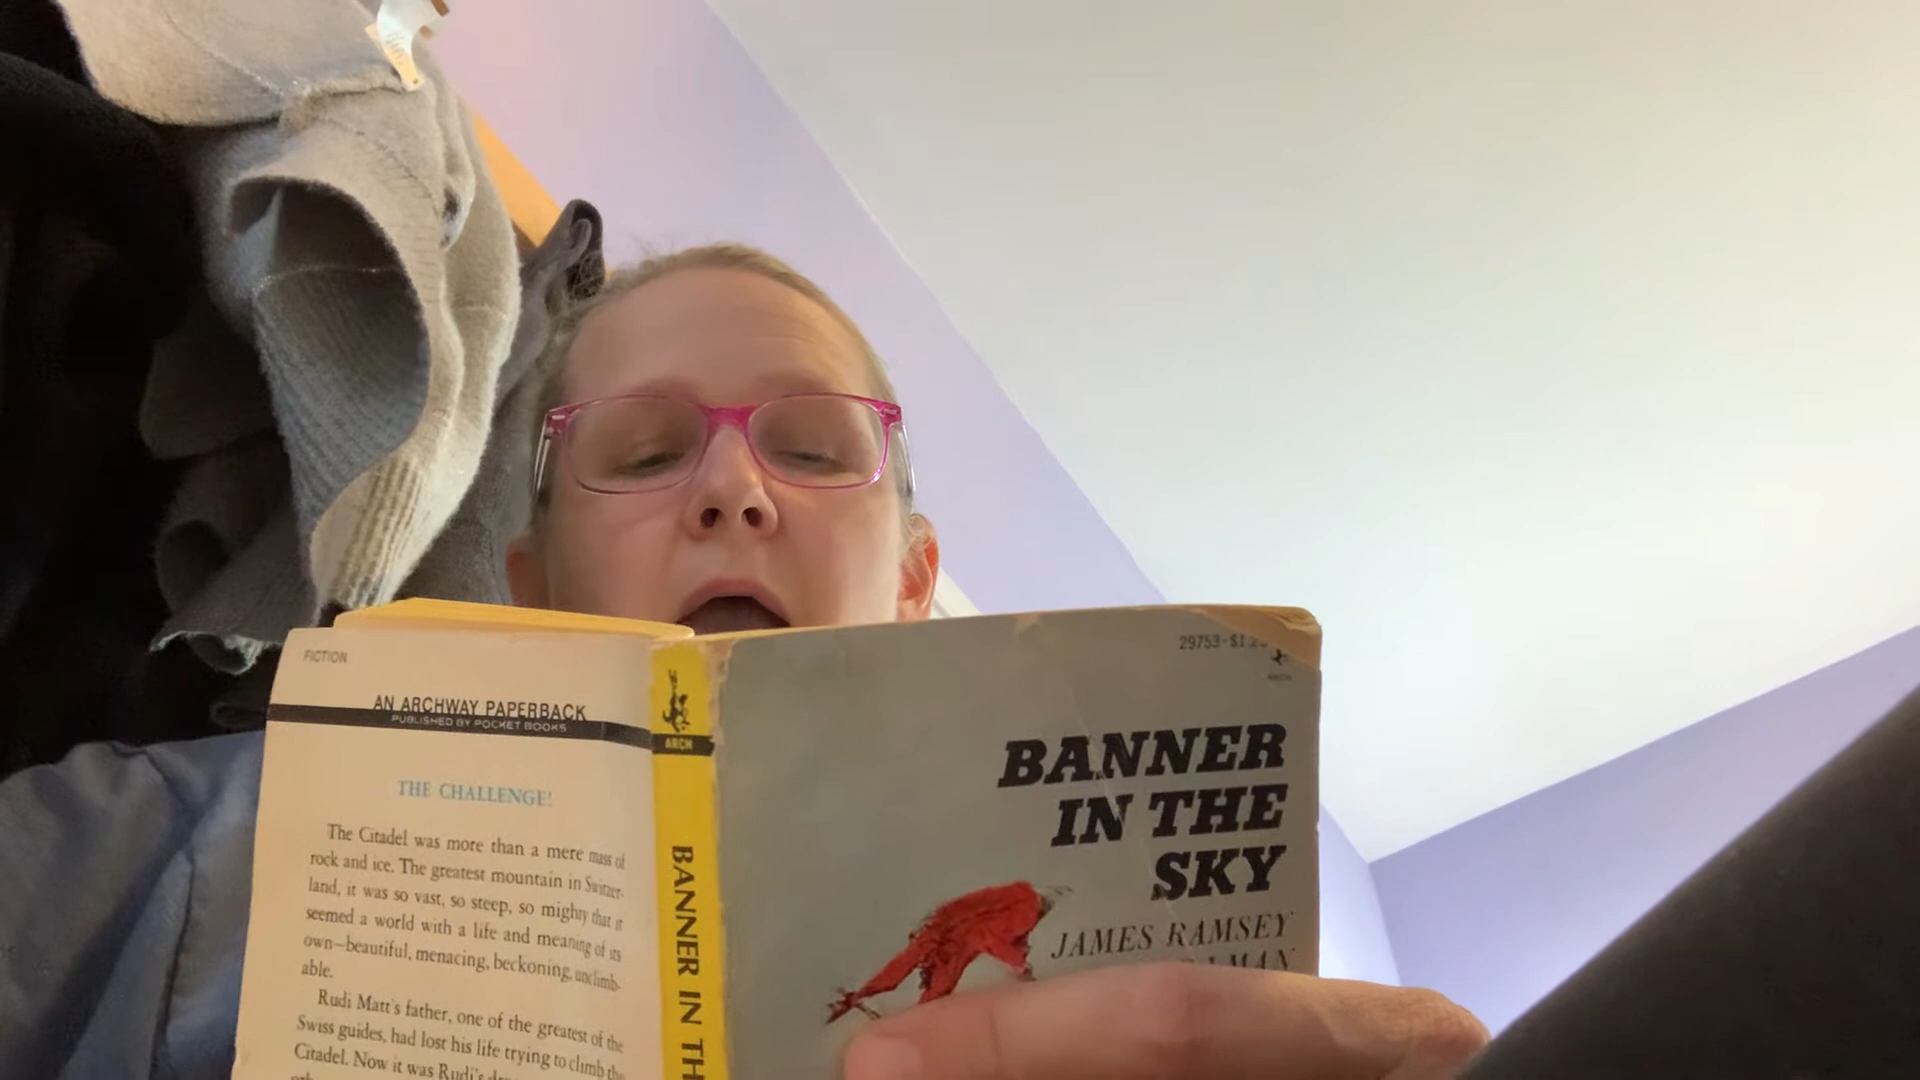 FICTION
AN ARCHWAY PAPERBACK
PUBLISHED BY POCKET BOOKS
THE CHALLENGE!
The Citadel was more than a mere mass of
rock and ice. The greatest mountain in Switzer-
land, it was so vast, so steep, so mighty that it
seemed a world with a life and meaning of its
own—beautiful, menacing, beckoning, unclimb-
able.
Rudi Matt's father, one of the greatest of the
Swiss guides, had lost his life trying to climb the
Citadel. Now it was Rudi's
ARCH
BANNER IN TH
29753-$1.2
BANNER
IN THE
SKY
JAMES RAMSEY